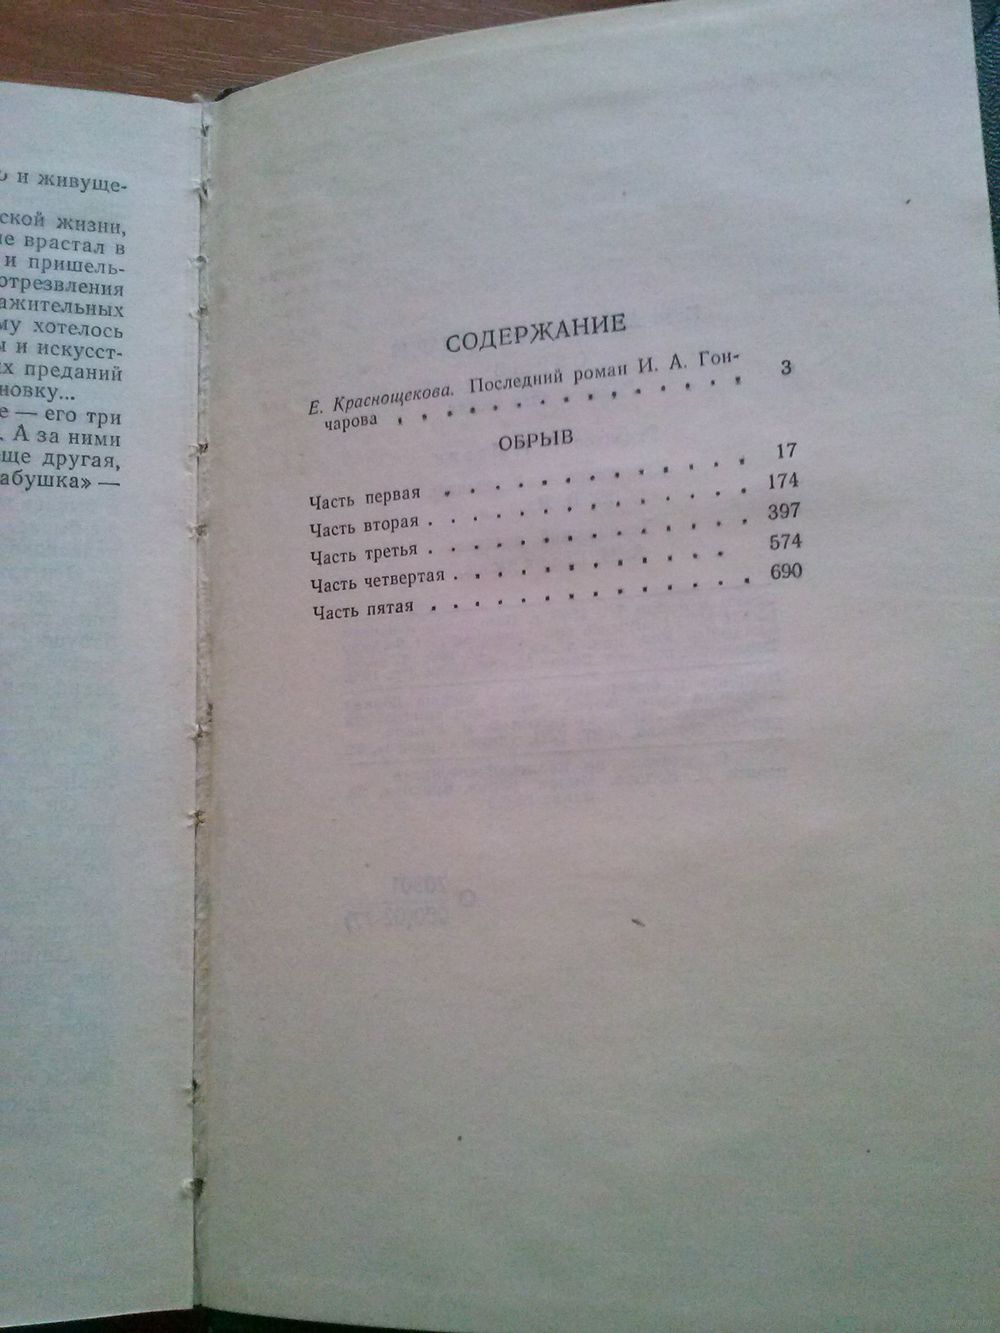 и живуще-
ской жизни,
не врастал в
и пришель-
отрезвления
ажительных
му хотелось
ы и искусст-
их преданий
новку...
е — его три
. А за ними
ще другая,
абушка» —
СОДЕРЖАНИЕ
Е. Краснощекова. Последний роман И. А. Гон-
чарова . . . . . . . . . . . . . . . 3
ОБРЫВ
Часть первая . . . . . . . . . . . . . 17
Часть вторая . . . . . . . . . . . . . . 174
Часть третья . . . . . . . . . . . . . . 397
Часть четвертая . . . . . . . . . . . . 574
Часть пятая . . . . . . . . . . . . . . 690